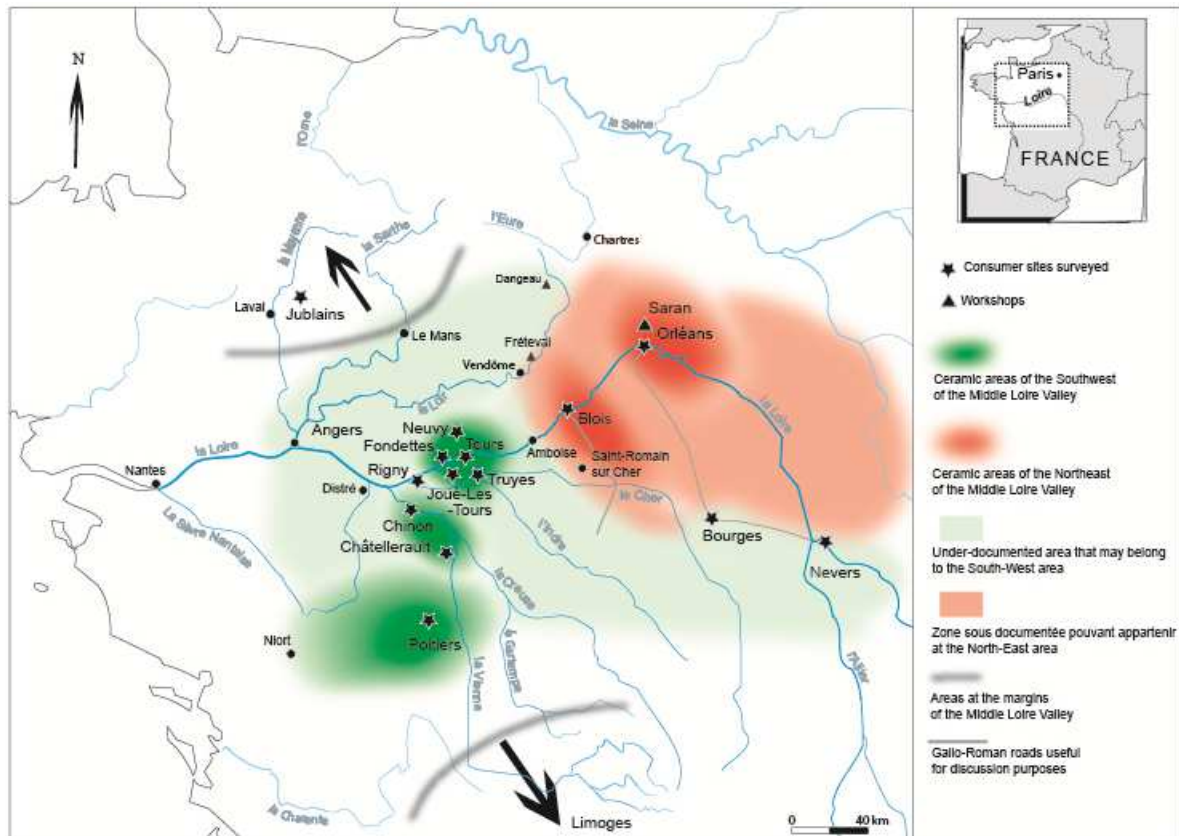 N
l'Orne
la Seine
la Mayenne
la Sarthe
l'Eure
Chartres
Dangeau
Laval
Jublains
Le Mans
Saran
Orléans
Fréteval
Vendôme
le Loir
la Loire
Blois
Angers
Neuvy
Fondettes
Tours
Amboise
la Loire
Saint-Romain
sur Cher
Nantes
Rigny
Truyes
Distré
Joué-Les
-Tours
le Cher
La Sèvre Nantaise
Chinon
l'Indre
Bourges
Châtellerault
Nevers
la Creuse
Poitiers
la Gartempe
Niort
la Vienne
l'Allier
la Charente
Limoges
0 40 km
Paris
Loire
FRANCE
Consumer sites surveyed
Workshops
Ceramic areas of the Southwest
of the Middle Loire Valley
Ceramic areas of the Northeast
of the Middle Loire Valley
Under-documented area that may belong
to the South-West area
Zone sous documentée pouvant appartenir
at the North-East area
Areas at the margins
of the Middle Loire Valley
Gallo-Roman roads useful
for discussion purposes